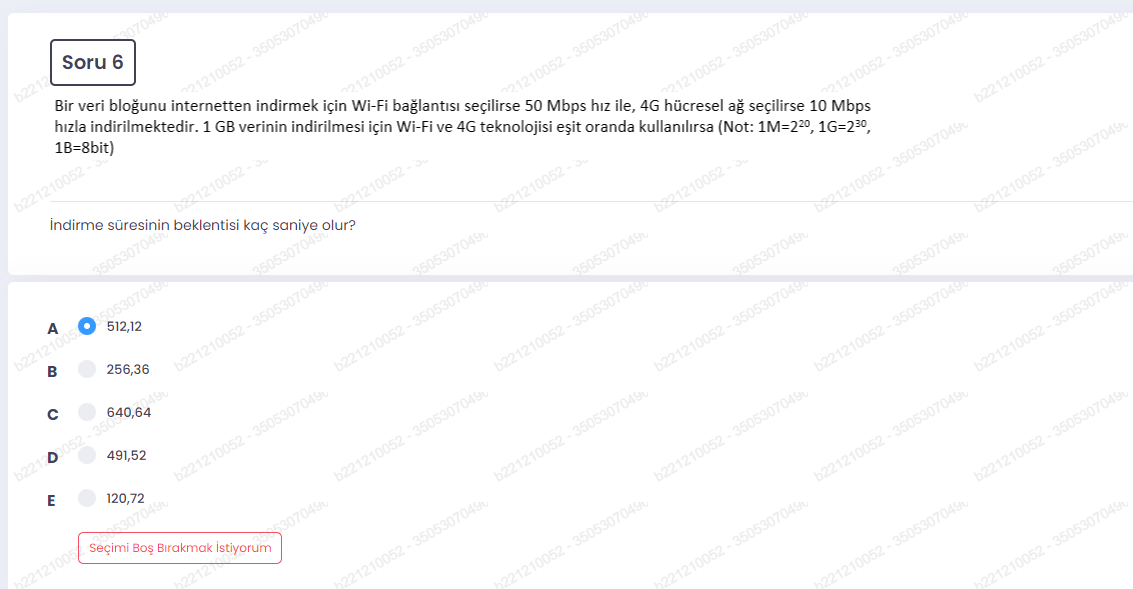 Soru 6
Bir veri bloğunu internetten indirmek için Wi-Fi bağlantısı seçilirse 50 Mbps hız ile, 4G hücresel ağ seçilirse 10 Mbps
hızla indirilmektedir. 1 GB verinin indirilmesi için Wi-Fi ve 4G teknolojisi eşit oranda kullanılırsa (Not: 1M=2²⁰, 1G=2³⁰,
1B=8bit)
İndirme süresinin beklentisi kaç saniye olur?
A 512,12
B 256,36
C 640,64
D 491,52
E 120,72
Seçimi Boş Bırakmak İstiyorum